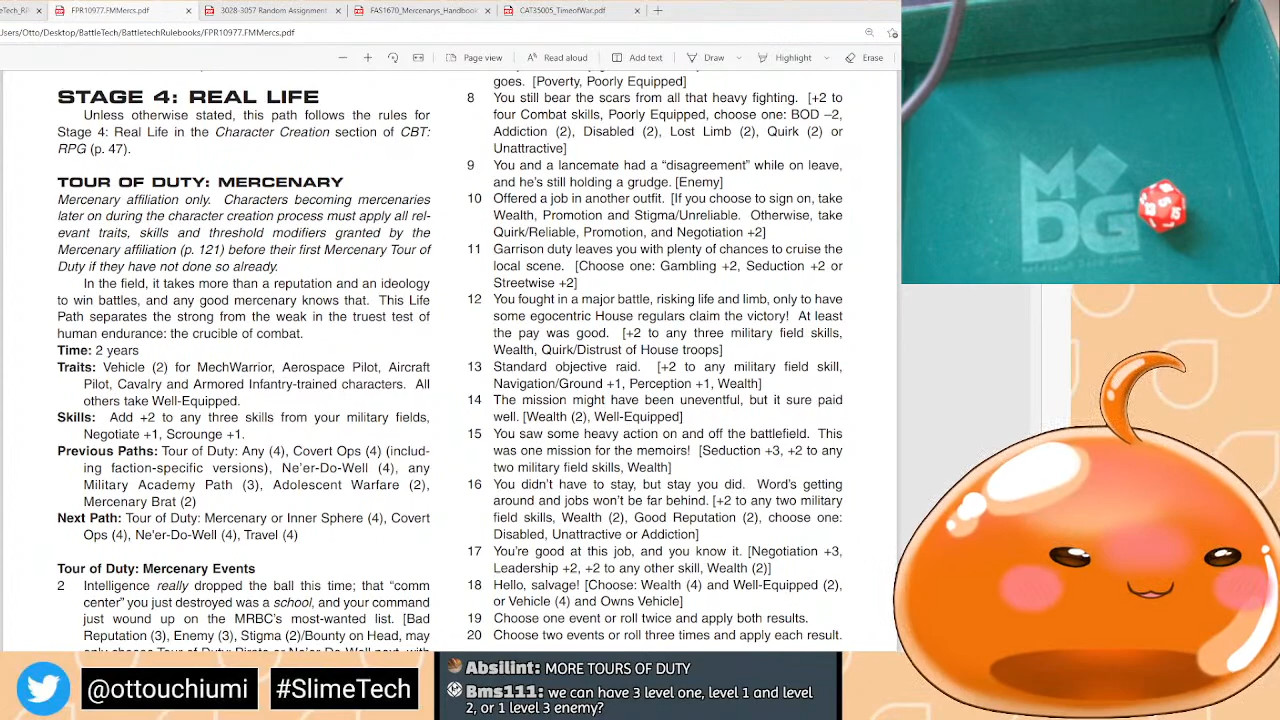 eTech_RP
FPR10977.FMMercs.pdf
3028-3057 Random Assignment
FAS1670_Mercenarys_Handbook
CAT35005_TimeofWar.pdf
Users/Otto/Desktop/BattleTech/BattletechRulebooks/FPR10977.FMMercs.pdf
Page view
Read aloud
Add text
Draw
Highlight
Erase
STAGE 4: REAL LIFE
Unless otherwise stated, this path follows the rules for
Stage 4: Real Life in the Character Creation section of CBT:
RPG (p. 47).
TOUR OF DUTY: MERCENARY
Mercenary affiliation only. Characters becoming mercenaries
later on during the character creation process must apply all rel-
evant traits, skills and threshold modifiers granted by the
Mercenary affiliation (p. 121) before their first Mercenary Tour of
Duty if they have not done so already.
In the field, it takes more than a reputation and an ideology
to win battles, and any good mercenary knows that. This Life
Path separates the strong from the weak in the truest test of
human endurance: the crucible of combat.
Time: 2 years
Traits: Vehicle (2) for MechWarrior, Aerospace Pilot, Aircraft
Pilot, Cavalry and Armored Infantry-trained characters. All
others take Well-Equipped.
Skills: Add +2 to any three skills from your military fields,
Negotiate +1, Scrounge +1.
Previous Paths: Tour of Duty: Any (4), Covert Ops (4) (includ-
ing faction-specific versions), Ne'er-Do-Well (4), any
Military Academy Path (3), Adolescent Warfare (2),
Mercenary Brat (2)
Next Path: Tour of Duty: Mercenary or Inner Sphere (4), Covert
Ops (4), Ne'er-Do-Well (4), Travel (4)
Tour of Duty: Mercenary Events
2 Intelligence really dropped the ball this time; that "comm
center" you just destroyed was a school, and your command
just wound up on the MRBC's most-wanted list. [Bad
Reputation (3), Enemy (3), Stigma (2)/Bounty on Head, may
only choose Tour of Duty: Pirate or Ne'er-Do-Well next, with
goes. [Poverty, Poorly Equipped]
8 You still bear the scars from all that heavy fighting. [+2 to
four Combat skills, Poorly Equipped, choose one: BOD –2,
Addiction (2), Disabled (2), Lost Limb (2), Quirk (2) or
Unattractive]
9 You and a lancemate had a "disagreement" while on leave,
and he's still holding a grudge. [Enemy]
10 Offered a job in another outfit. [If you choose to sign on, take
Wealth, Promotion and Stigma/Unreliable. Otherwise, take
Quirk/Reliable, Promotion, and Negotiation +2]
11 Garrison duty leaves you with plenty of chances to cruise the
local scene. [Choose one: Gambling +2, Seduction +2 or
Streetwise +2]
12 You fought in a major battle, risking life and limb, only to have
some egocentric House regulars claim the victory! At least
the pay was good. [+2 to any three military field skills,
Wealth, Quirk/Distrust of House troops]
13 Standard objective raid. [+2 to any military field skill,
Navigation/Ground +1, Perception +1, Wealth]
14 The mission might have been uneventful, but it sure paid
well. [Wealth (2), Well-Equipped]
15 You saw some heavy action on and off the battlefield. This
was one mission for the memoirs! [Seduction +3, +2 to any
two military field skills, Wealth]
16 You didn't have to stay, but stay you did. Word's getting
around and jobs won't be far behind. [+2 to any two military
field skills, Wealth (2), Good Reputation (2), choose one:
Disabled, Unattractive or Addiction]
17 You're good at this job, and you know it. [Negotiation +3,
Leadership +2, +2 to any other skill, Wealth (2)]
18 Hello, salvage! [Choose: Wealth (4) and Well-Equipped (2),
or Vehicle (4) and Owns Vehicle]
19 Choose one event or roll twice and apply both results.
20 Choose two events or roll three times and apply each result.
M
DG
13
5
15
@ottouchiumi
#SlimeTech
Absilint: MORE TOURS OF DUTY
Bms111: we can have 3 level one, level 1 and level
2, or 1 level 3 enemy?